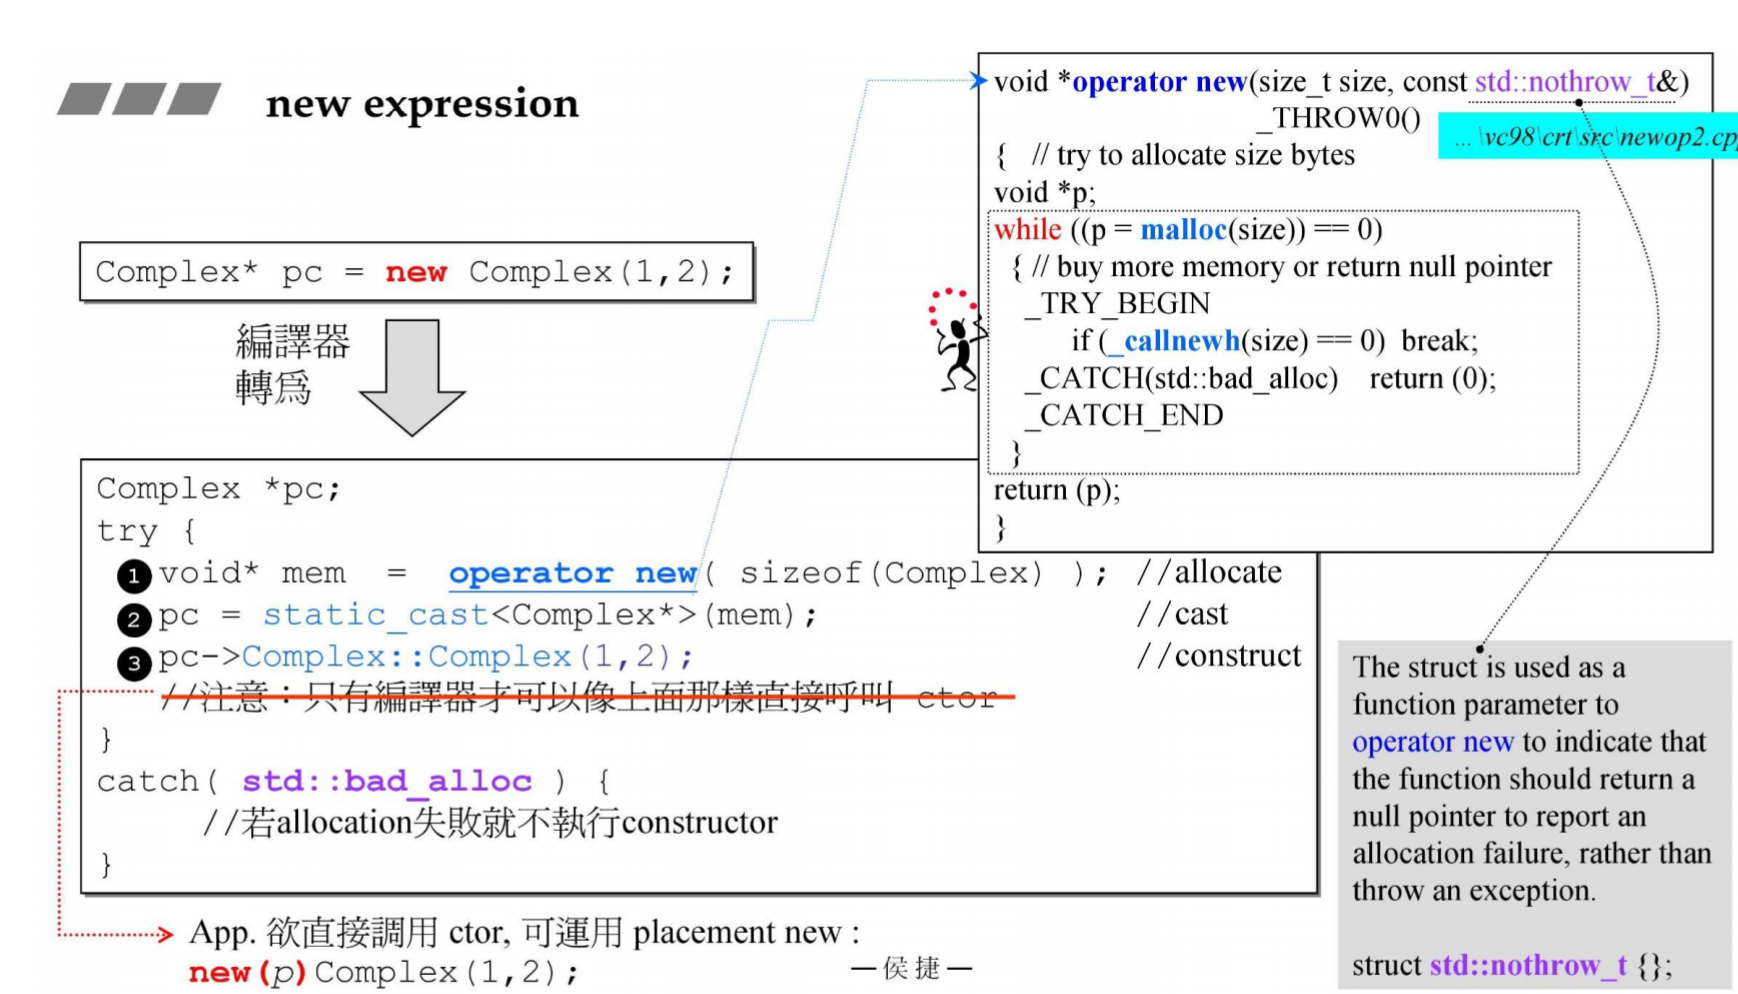 new expression
Complex* pc = new Complex(1,2);
編譯器
轉為
Complex *pc;
try {
1 void* mem = operator new( sizeof(Complex) ); //allocate
2 pc = static_cast<Complex*>(mem); //cast
3 pc->Complex::Complex(1,2); //construct
//注意：只有編譯器才可以像上面那樣直接呼叫 ctor
}
catch( std::bad_alloc ) {
//若allocation失敗就不執行constructor
}
App. 欲直接調用 ctor, 可運用 placement new :
new(p)Complex(1,2);
—侯捷—
void *operator new(size_t size, const std::nothrow_t&)
_THROW0()
...\vc98\crt\src\newop2.cpp
{ // try to allocate size bytes
void *p;
while ((p = malloc(size)) == 0)
{ // buy more memory or return null pointer
_TRY_BEGIN
if (_callnewh(size) == 0) break;
_CATCH(std::bad_alloc) return (0);
_CATCH_END
}
return (p);
}
The struct is used as a
function parameter to
operator new to indicate that
the function should return a
null pointer to report an
allocation failure, rather than
throw an exception.
struct std::nothrow_t {};